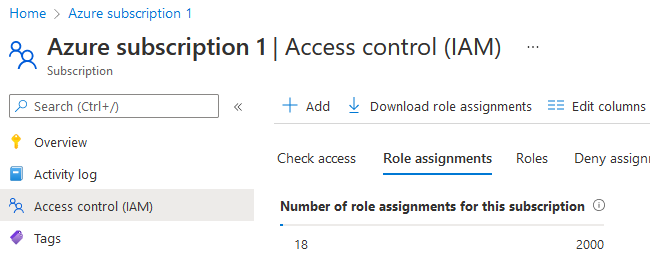 Home > Azure subscription 1
Azure subscription 1 | Access control (IAM) ...
Subscription
Search (Ctrl+/) «
Add Download role assignments Edit columns
Overview
Activity log
Access control (IAM)
Tags
Check access Role assignments Roles Deny assignm
Number of role assignments for this subscription
18 2000